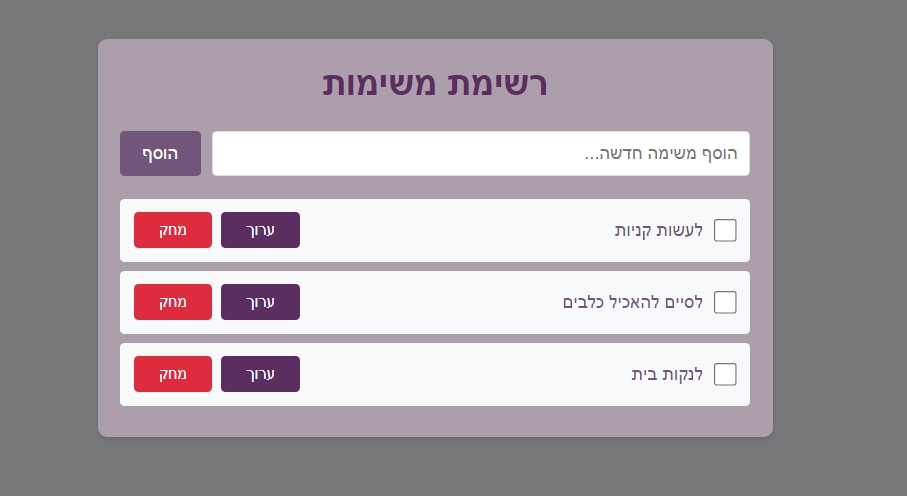 רשימת משימות
הוסף משימה חדשה... הוסף
לעשות קניות ערוך מחק
לסיים להאכיל כלבים ערוך מחק
לנקות בית ערוך מחק